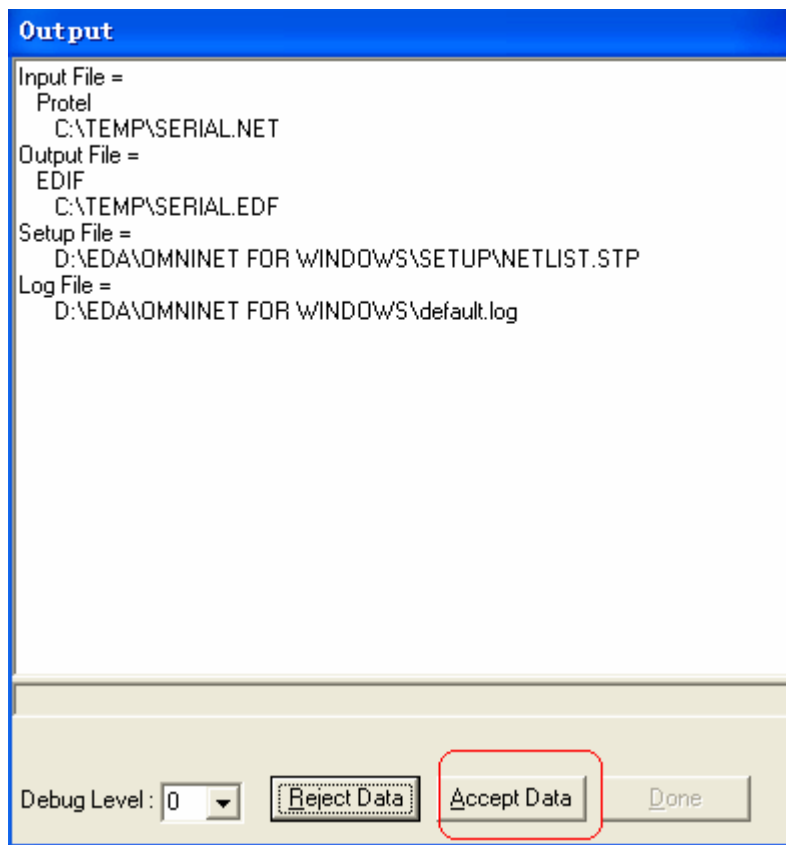 Output
Input File =
Protel
C:\TEMP\SERIAL.NET
Output File =
EDIF
C:\TEMP\SERIAL.EDF
Setup File =
D:\EDA\OMNINET FOR WINDOWS\SETUP\NETLIST.STP
Log File =
D:\EDA\OMNINET FOR WINDOWS\default.log
Debug Level : 0 Reject Data Accept Data Done